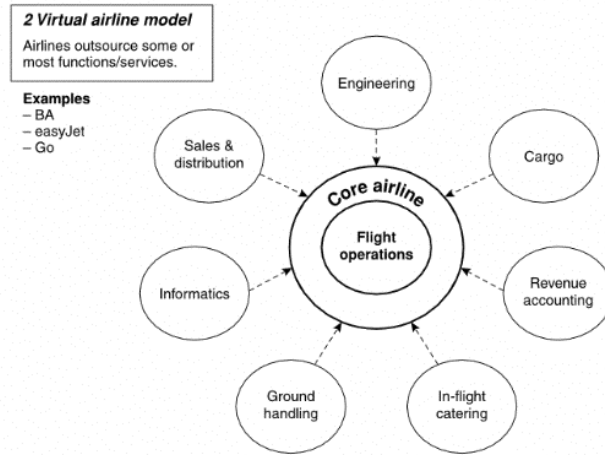 2 Virtual airline model
Airlines outsource some or
most functions/services.
Examples
– BA
– easyJet
– Go
Engineering
Sales &
distribution
Cargo
Core airline
Flight
operations
Informatics
Revenue
accounting
Ground
handling
In-flight
catering